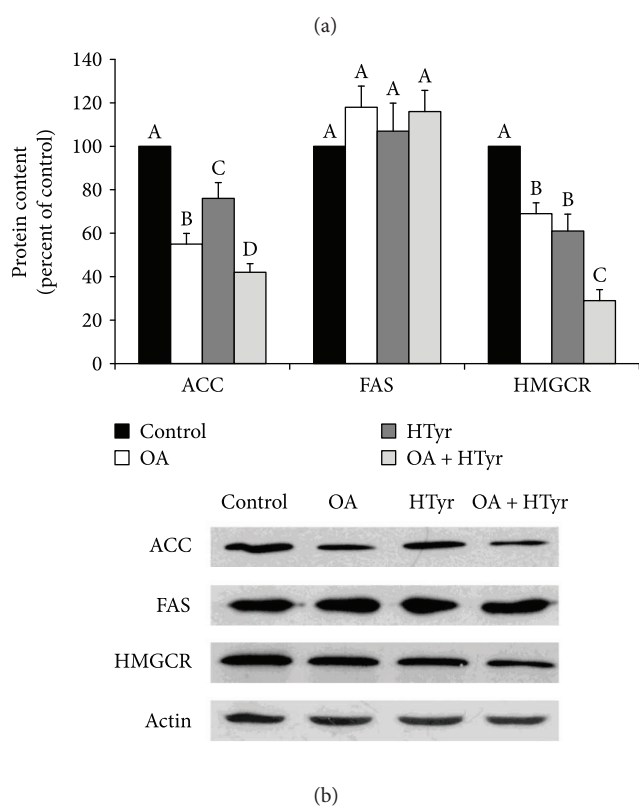 (a)
140
120
100
80
60
40
20
0
Protein content
(percent of control)
A
B
C
D
A
A
A
A
A
B
B
C
ACC FAS HMGCR
Control HTyr
OA OA + HTyr
Control OA HTyr OA + HTyr
ACC
FAS
HMGCR
Actin
(b)